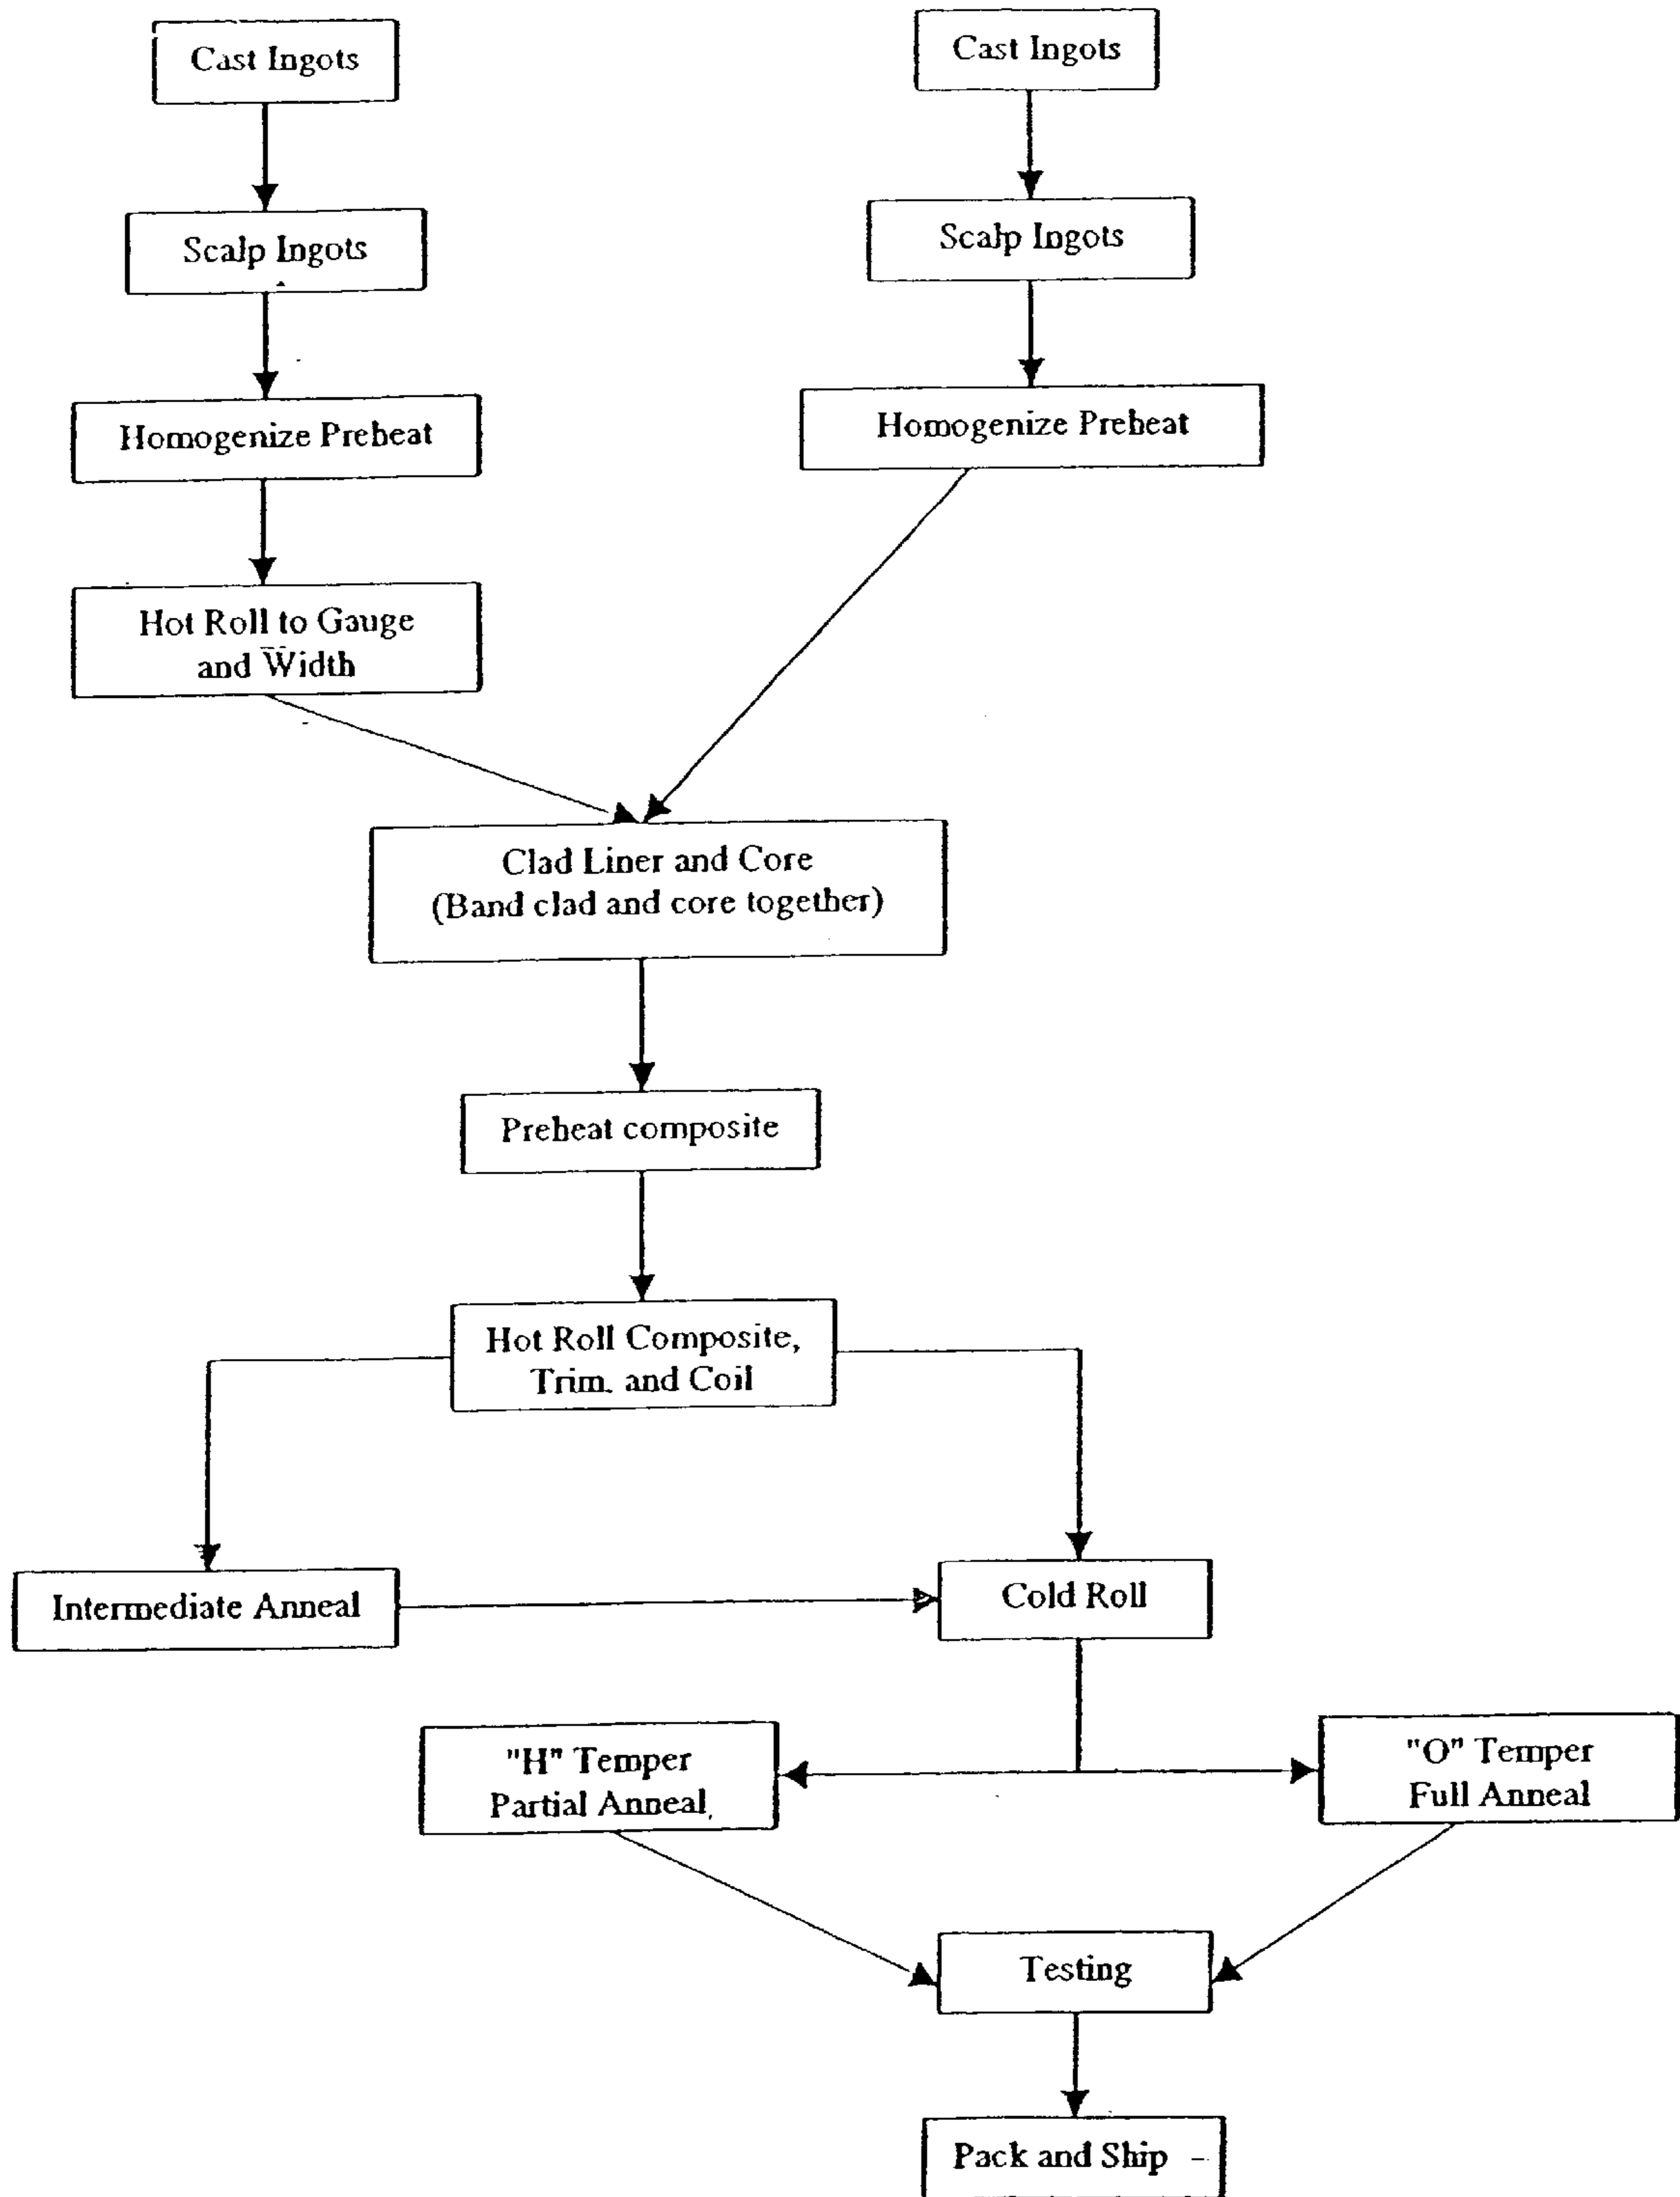 Cast Ingots
Cast Ingots
Scalp Ingots
Scalp Ingots
Homogenize Preheat
Homogenize Preheat
Hot Roll to Gauge
and Width
Clad Liner and Core
(Band clad and core together)
Preheat composite
Hot Roll Composite,
Trim. and Coil
Intermediate Anneal
Cold Roll
"H" Temper
Partial Anneal,
"O" Temper
Full Anneal
Testing
Pack and Ship